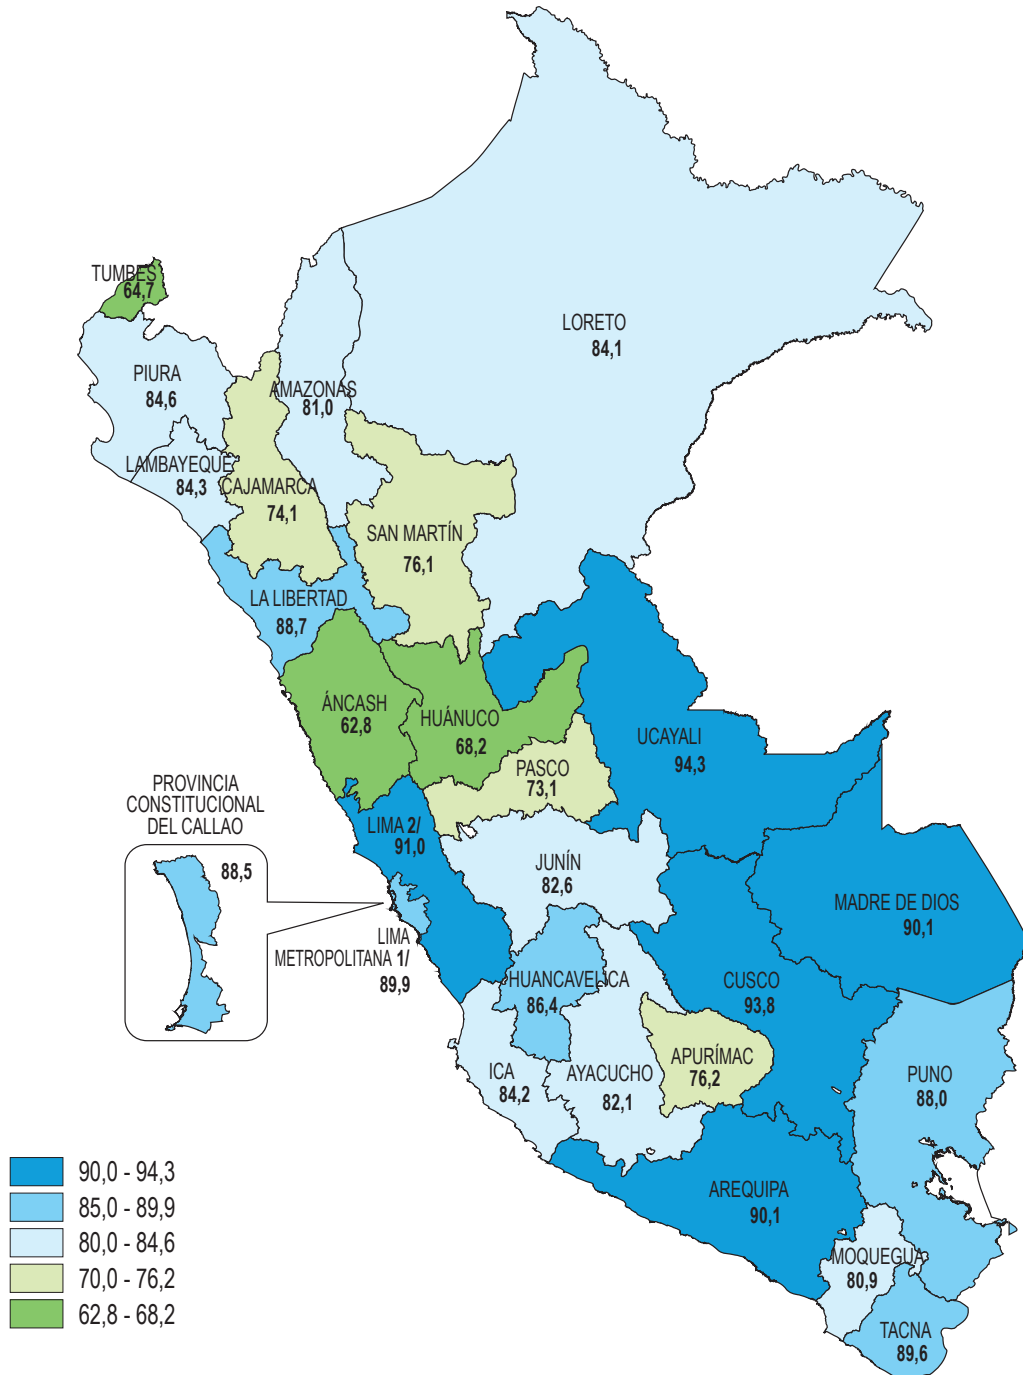 TUMBES
64,7
LORETO
84,1
PIURA
84,6
AMAZONAS
81,0
LAMBAYEQUE
84,3
CAJAMARCA
74,1
SAN MARTÍN
76,1
LA LIBERTAD
88,7
ÁNCASH
62,8
HUÁNUCO
68,2
UCAYALI
94,3
PASCO
73,1
PROVINCIA
CONSTITUCIONAL
DEL CALLAO
88,5
LIMA 2/
91,0
JUNÍN
82,6
MADRE DE DIOS
90,1
LIMA
METROPOLITANA 1/
89,9
HUANCAVELICA
86,4
CUSCO
93,8
ICA
84,2
AYACUCHO
82,1
APURÍMAC
76,2
PUNO
88,0
AREQUIPA
90,1
MOQUEGUA
80,9
TACNA
89,6
90,0 - 94,3
85,0 - 89,9
80,0 - 84,6
70,0 - 76,2
62,8 - 68,2